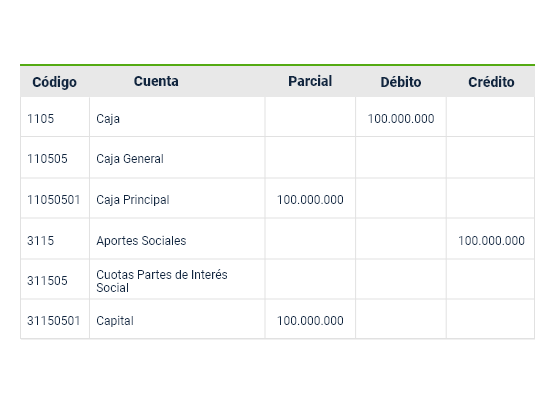 Código Cuenta Parcial Débito Crédito
1105 Caja 100.000.000
110505 Caja General
11050501 Caja Principal 100.000.000
3115 Aportes Sociales 100.000.000
311505 Cuotas Partes de Interés
Social
31150501 Capital 100.000.000